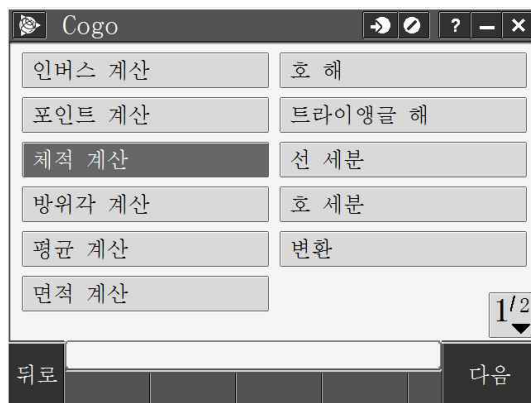 Cogo
? – ×
인버스 계산
호 해
포인트 계산
트라이앵글 해
체적 계산
선 세분
방위각 계산
호 세분
평균 계산
변환
면적 계산
1/2
뒤로
다음